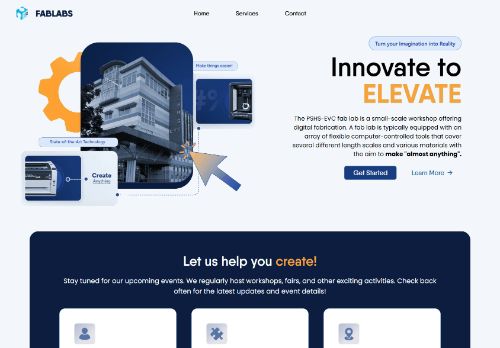 FABLABS
Home
Services
Contact
Turn your Imagination into Reality
Innovate to
ELEVATE
The PSHS-EVC fab lab is a small-scale workshop offering
digital fabrication. A fab lab is typically equipped with an
array of flexible computer-controlled tools that cover
several different length scales and various materials with
the aim to make "almost anything".
Get Started
Learn More →
Make things easier!
State-of-the-Art Technology
Create
Anything
Let us help you create!
Stay tuned for our upcoming events. We regularly host workshops, fairs, and other exciting activities. Check back
often for the latest updates and event details!